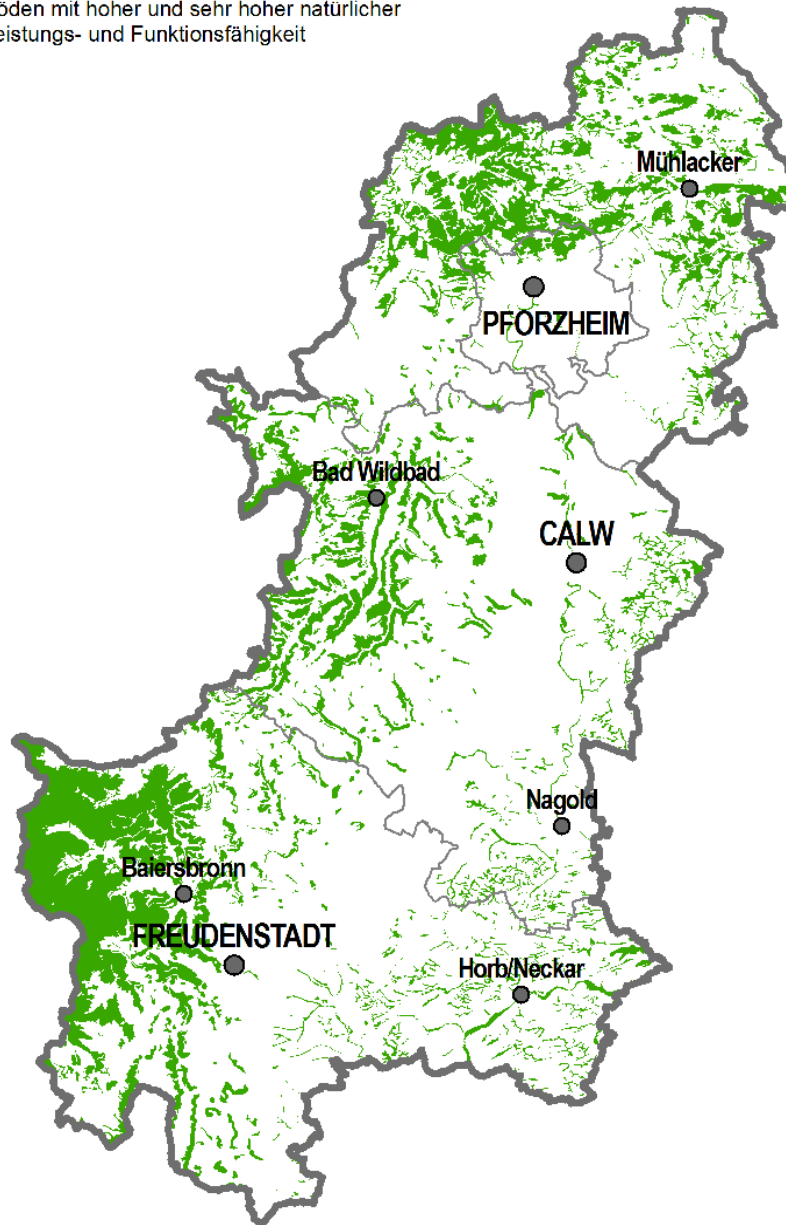 öden mit hoher und sehr hoher natürlicher
eistungs- und Funktionsfähigkeit
Mühlacker
PFORZHEIM
Bad Wildbad
CALW
Nagold
Baiersbronn
FREUDENSTADT
Horb/Neckar